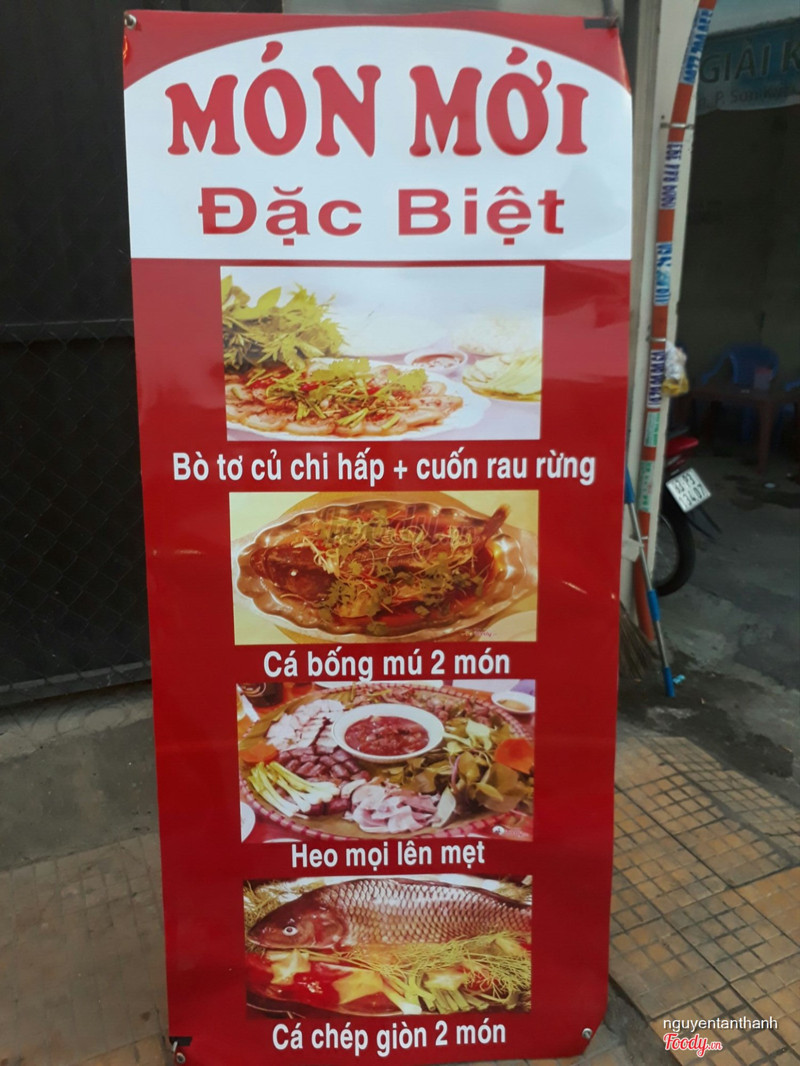 MÓN MỚI
Đặc Biệt
GIẢI K
Bò tơ củ chi hấp + cuốn rau rừng
Cá bống mú 2 món
Heo mọi lên mẹt
Cá chép giòn 2 món
nguyentanthanh
Foody.vn